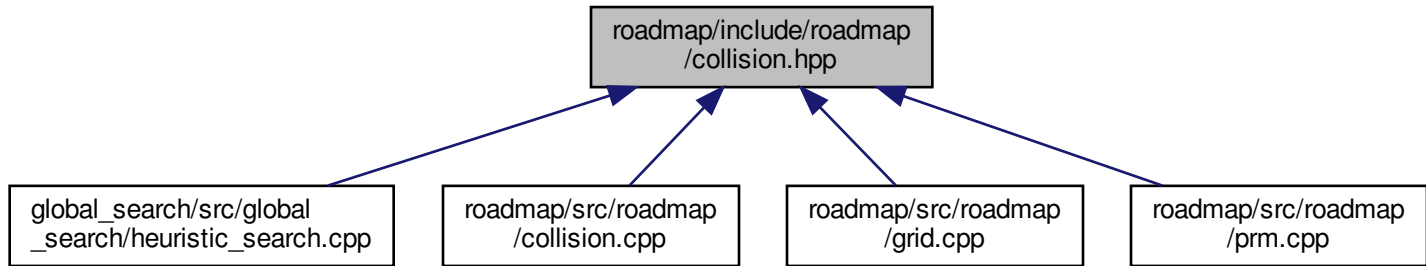 roadmap/include/roadmap
/collision.hpp
global_search/src/global
_search/heuristic_search.cpp
roadmap/src/roadmap
/collision.cpp
roadmap/src/roadmap
/grid.cpp
roadmap/src/roadmap
/prm.cpp